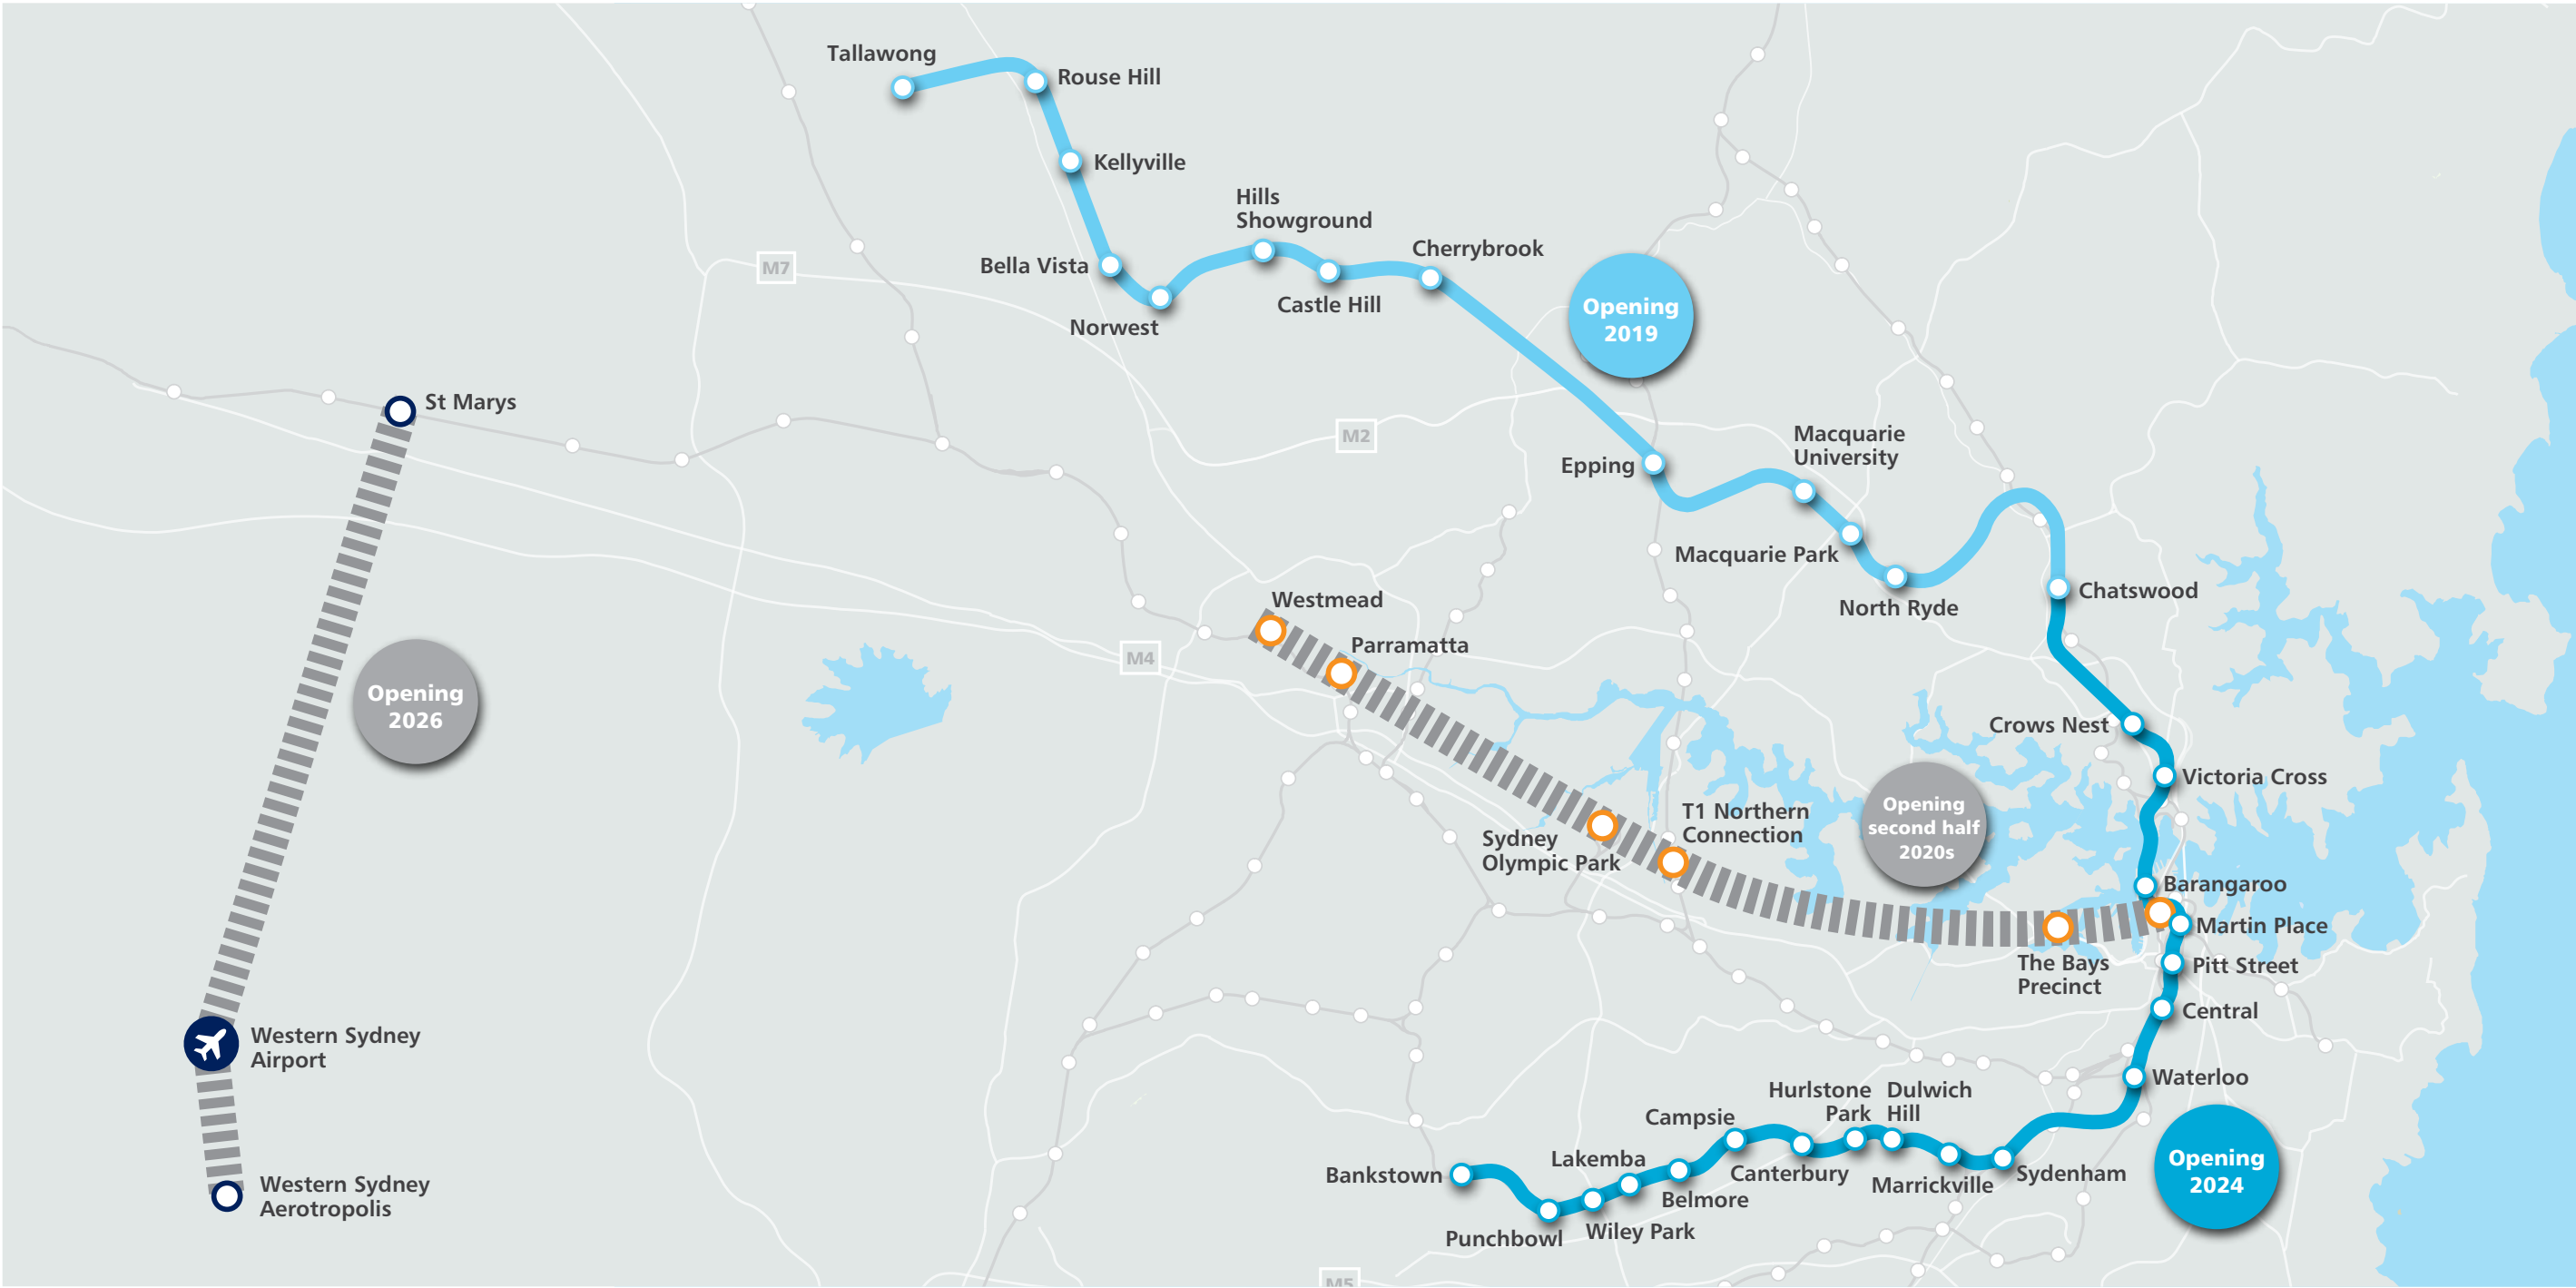 Tallawong
Rouse Hill
Kellyville
Hills
Showground
Cherrybrook
Bella Vista
M7
Castle Hill
Norwest
Opening
2019
St Marys
M2
Macquarie
University
Epping
Macquarie Park
Chatswood
North Ryde
Westmead
Parramatta
M4
Opening
2026
Crows Nest
Victoria Cross
T1 Northern
Connection
Opening
second half
2020s
Sydney
Olympic Park
Barangaroo
Martin Place
The Bays
Precinct
Pitt Street
Central
Western Sydney
Airport
Waterloo
Hurlstone
Park
Dulwich
Hill
Campsie
Lakemba
Bankstown
Canterbury
Sydenham
Marrickville
Belmore
Wiley Park
Punchbowl
Western Sydney
Aerotropolis
Opening
2024
M5